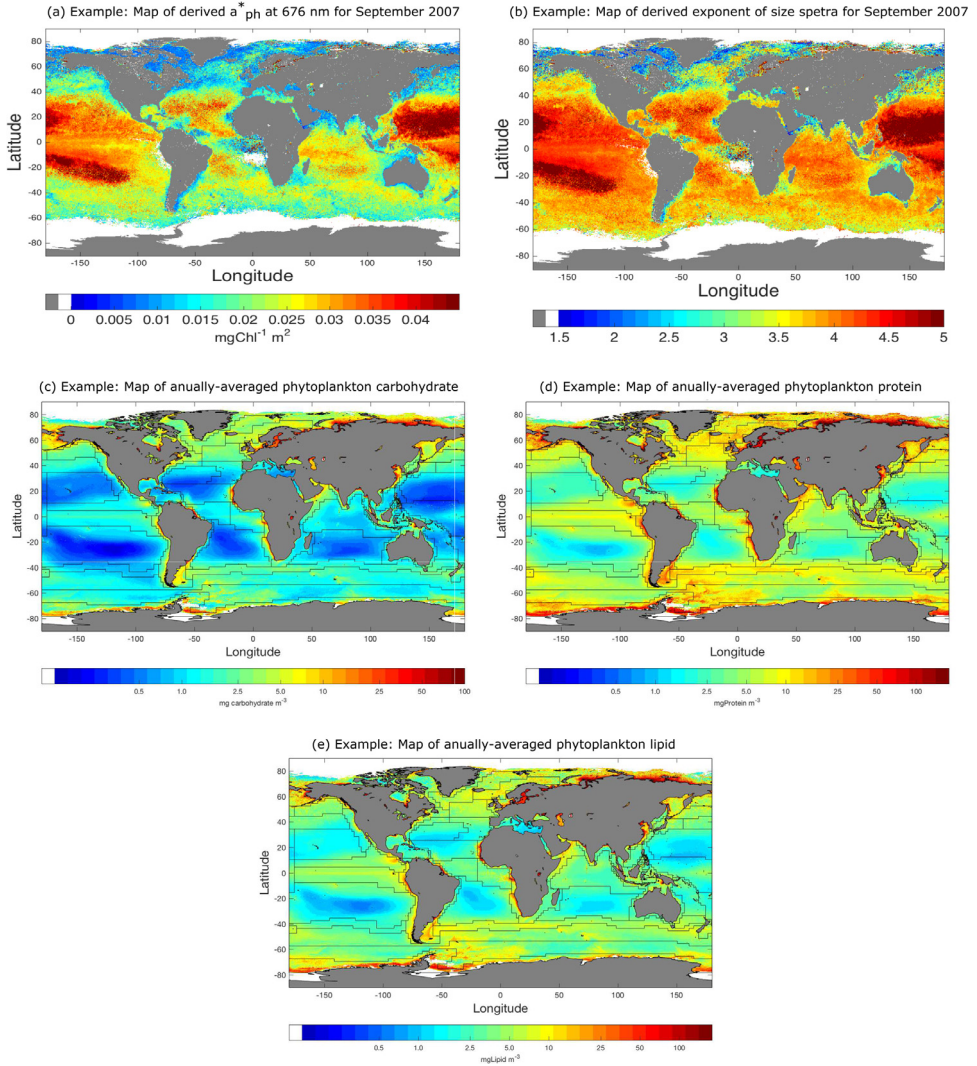 (a) Example: Map of derived a*ph at 676 nm for September 2007
80
60
40
20
0
-20
-40
-60
-80
Latitude
-150 -100 -50 0 50 100 150
Longitude
0 0.005 0.01 0.015 0.02 0.025 0.03 0.035 0.04
mgChl-1 m2
(b) Example: Map of derived exponent of size spetra for September 2007
80
60
40
20
0
-20
-40
-60
-80
Latitude
-150 -100 -50 0 50 100 150
Longitude
1.5 2 2.5 3 3.5 4 4.5 5
(c) Example: Map of anually-averaged phytoplankton carbohydrate
80
60
40
20
0
-20
-40
-60
-80
Latitude
-150 -100 -50 0 50 100 150
Longitude
0.5 1.0 2.5 5 10 25 50 100
mg carbohydrate m-3
(d) Example: Map of anually-averaged phytoplankton protein
80
60
40
20
0
-20
-40
-60
-80
Latitude
-150 -100 -50 0 50 100 150
Longitude
0.5 1.0 2.5 5 10 25 50 100
mgProtein m-3
(e) Example: Map of anually-averaged phytoplankton lipid
80
60
40
20
0
-20
-40
-60
-80
Latitude
-150 -100 -50 0 50 100 150
Longitude
0.5 1.0 2.5 5 10 25 50 100
mgLipid m-3